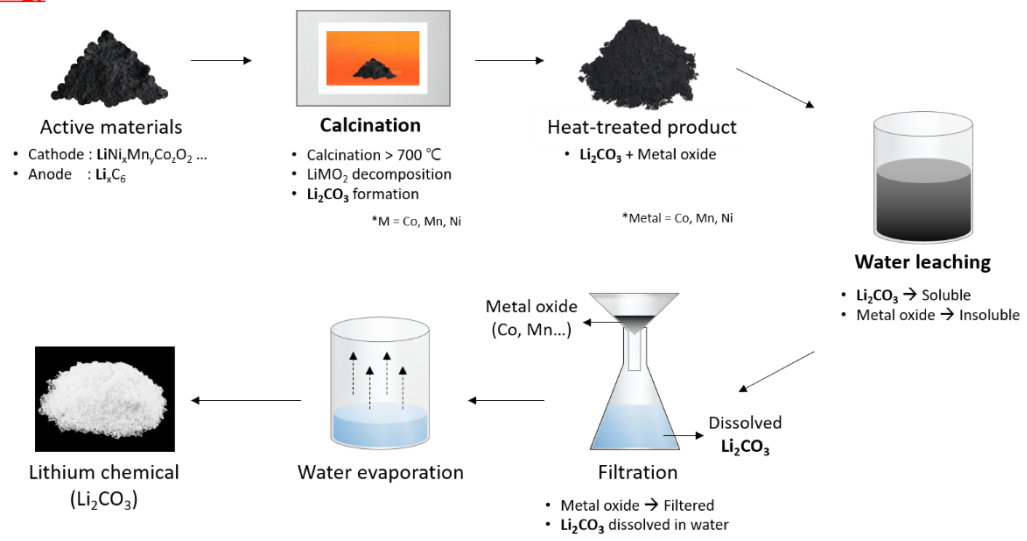 Active materials
• Cathode : LiNiₓMnᵧCo₂O₂ ...
• Anode : LiₓC₆
Calcination
• Calcination > 700 ℃
• LiMO₂ decomposition
• Li₂CO₃ formation
*M = Co, Mn, Ni
Heat-treated product
• Li₂CO₃ + Metal oxide
*Metal = Co, Mn, Ni
Water leaching
• Li₂CO₃ → Soluble
• Metal oxide → Insoluble
Metal oxide
(Co, Mn...)
Dissolved
Li₂CO₃
Filtration
• Metal oxide → Filtered
• Li₂CO₃ dissolved in water
Water evaporation
Lithium chemical
(Li₂CO₃)